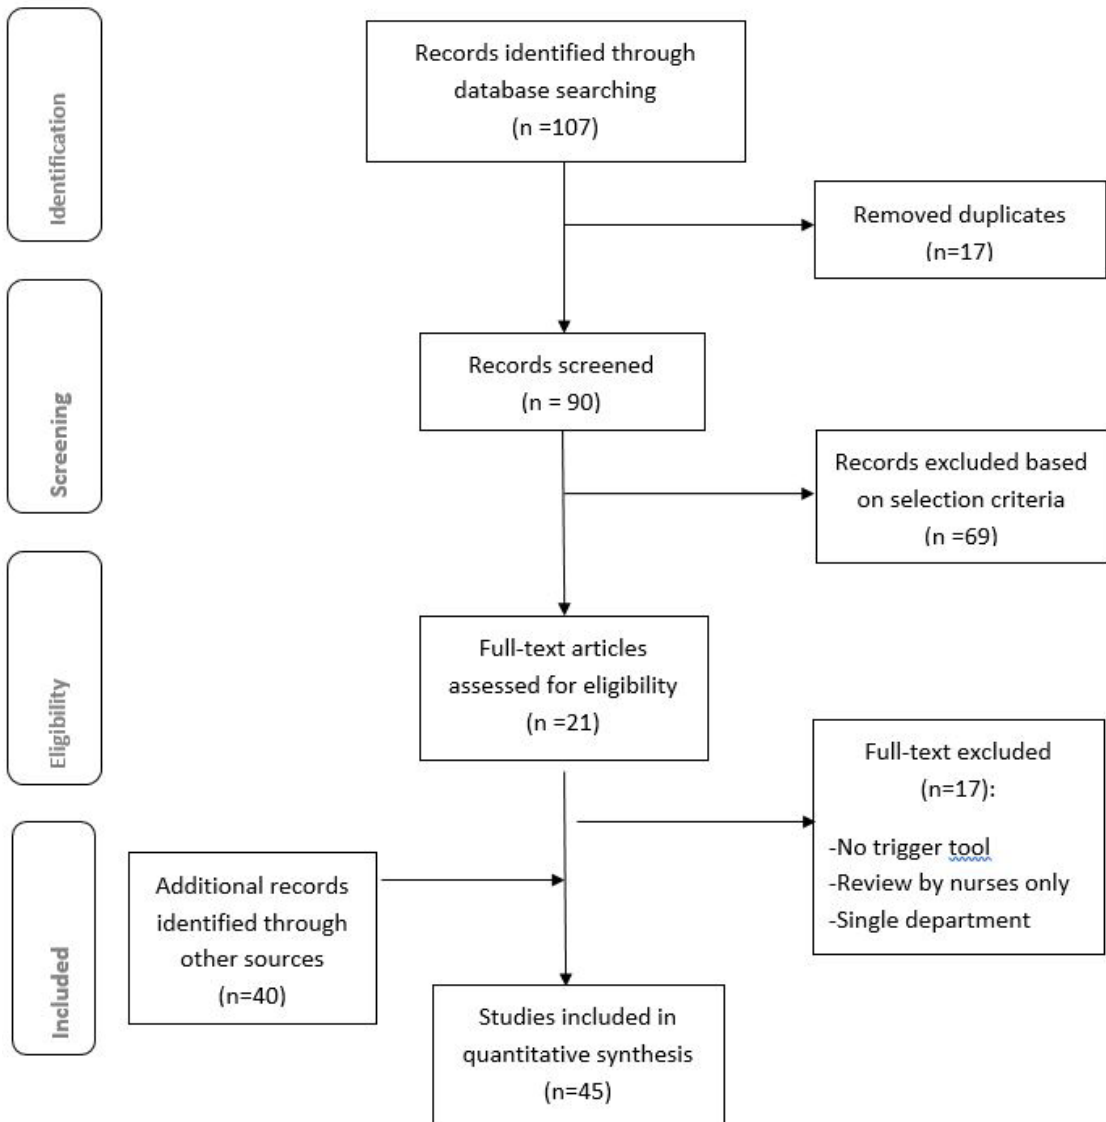 Identification
Records identified through
database searching
(n =107)
Removed duplicates
(n=17)
Screening
Records screened
(n = 90)
Records excluded based
on selection criteria
(n =69)
Eligibility
Full-text articles
assessed for eligibility
(n =21)
Full-text excluded
(n=17):
-No trigger tool
-Review by nurses only
-Single department
Included
Additional records
identified through
other sources
(n=40)
Studies included in
quantitative synthesis
(n=45)